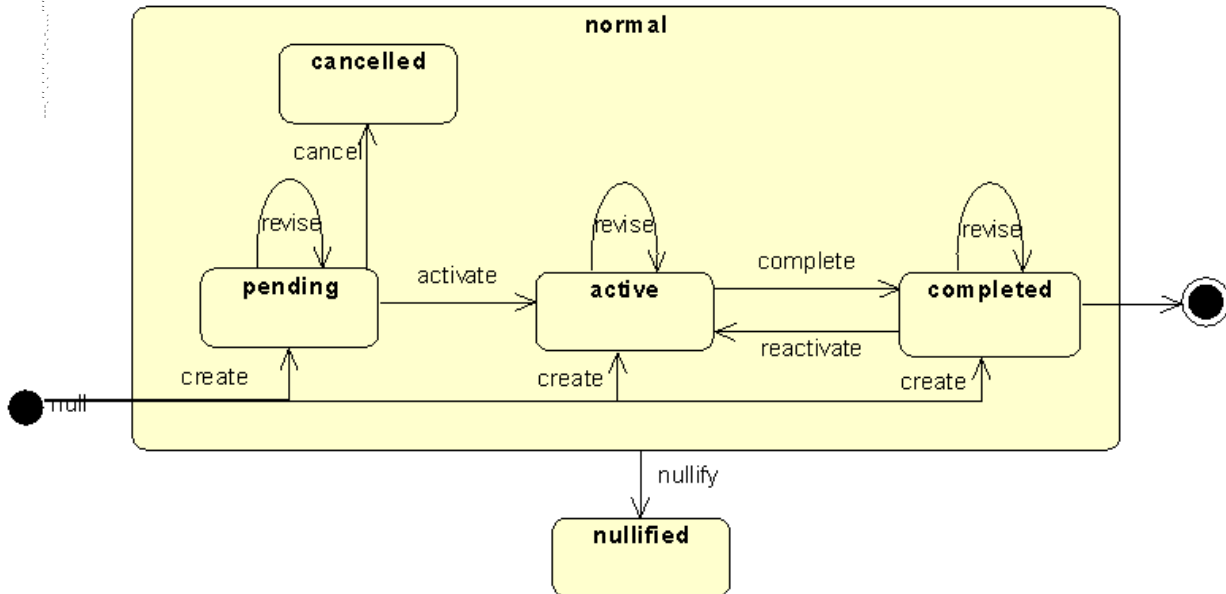 normal
cancelled
cancel
revise
revise
revise
pending
activate
active
complete
completed
reactivate
create
create
create
null
nullify
nullified